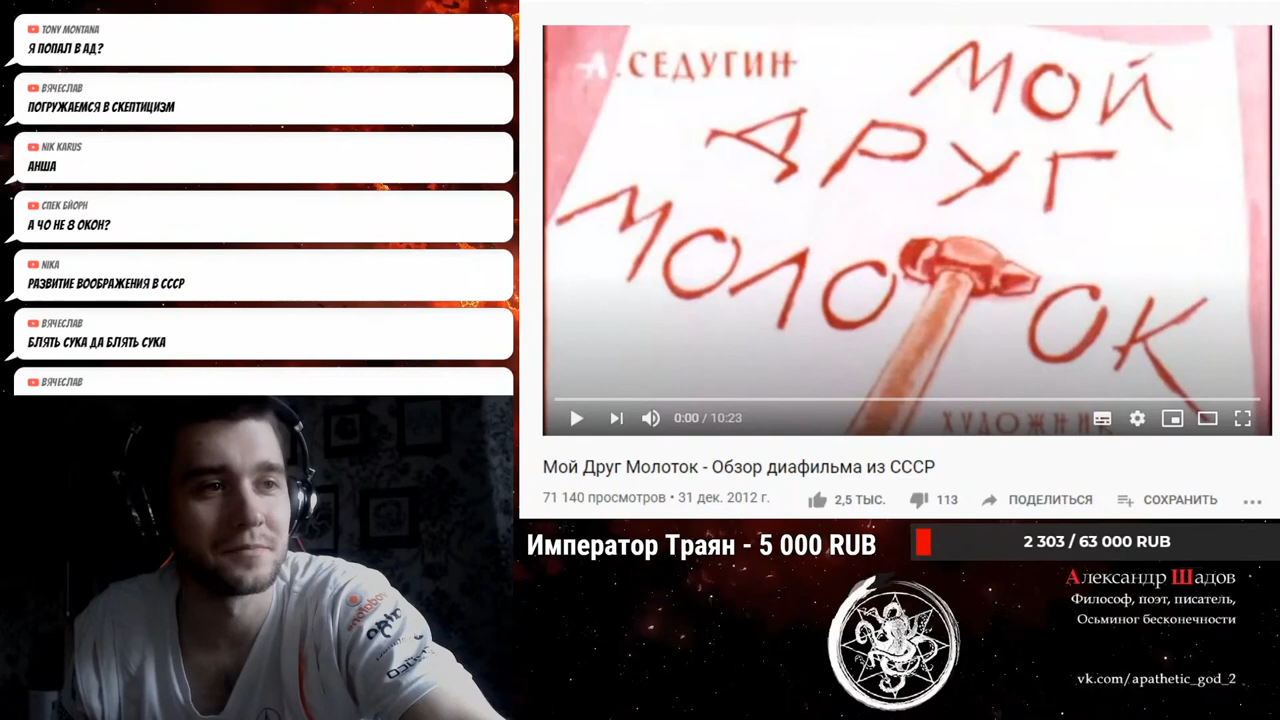 TONY MONTANA
Я ПОПАЛ В АД?
ВЯЧЕСЛАВ
ПОГРУЖАЕМСЯ В СКЕПТИЦИЗМ
NIK KARUS
АНША
СПЕК БЙОРН
А ЧО НЕ 8 ОКОН?
NIKA
РАЗВИТИЕ ВООБРАЖЕНИЯ В СССР
ВЯЧЕСЛАВ
БЛЯТЬ СУКА ДА БЛЯТЬ СУКА
ВЯЧЕСЛАВ
А.СЕДУГИН
МОЙ
ДРУГ
МОЛОТОК
ХУДОЖНИК
0:00 / 10:23
Мой Друг Молоток - Обзор диафильма из СССР
71 140 просмотров • 31 дек. 2012 г.
2,5 ТЫС.
113
ПОДЕЛИТЬСЯ
СОХРАНИТЬ
Император Траян - 5 000 RUB
2 303 / 63 000 RUB
Александр Шадов
Философ, поэт, писатель,
Осьминог бесконечности
vk.com/apathetic_god_2
vodafone